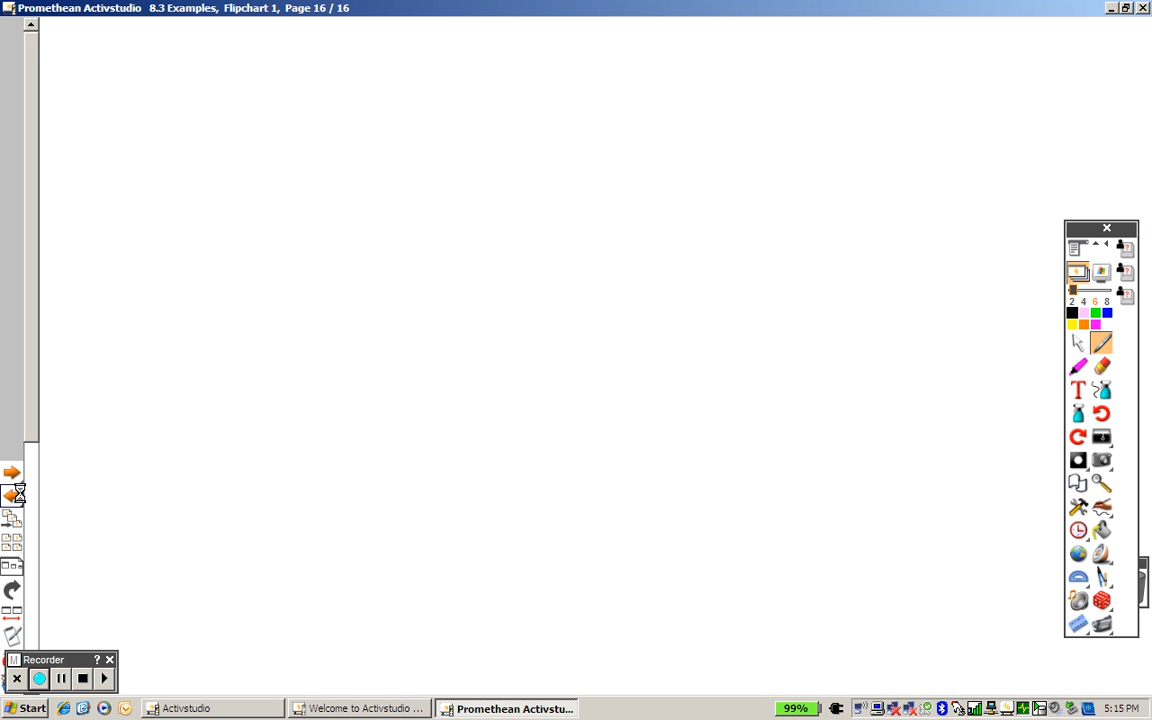 Promethean Activstudio 8.3 Examples, Flipchart 1, Page 16 / 16
2 4 6 8
T
M Recorder ?
Start
Activstudio
Welcome to Activstudio ...
Promethean Activstu...
99%
5:15 PM